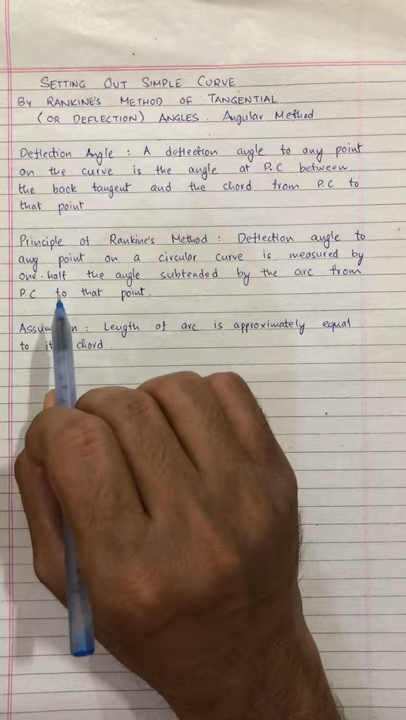 SETTING OUT SIMPLE CURVE
By RANKINE'S METHOD OF TANGENTIAL
(OR DEFLECTION) ANGLES. Angular Method
Deflection Angle : A deflection angle to any point
on the curve is the angle at P.C between
the back tangent and the chord from P.C to
that point
Principle of Rankine's Method : Deflection angle to
any point on a circular curve is measured by
one-half the angle subtended by the arc from
P.C to that point.
: Length of arc is approximately equal
to chord